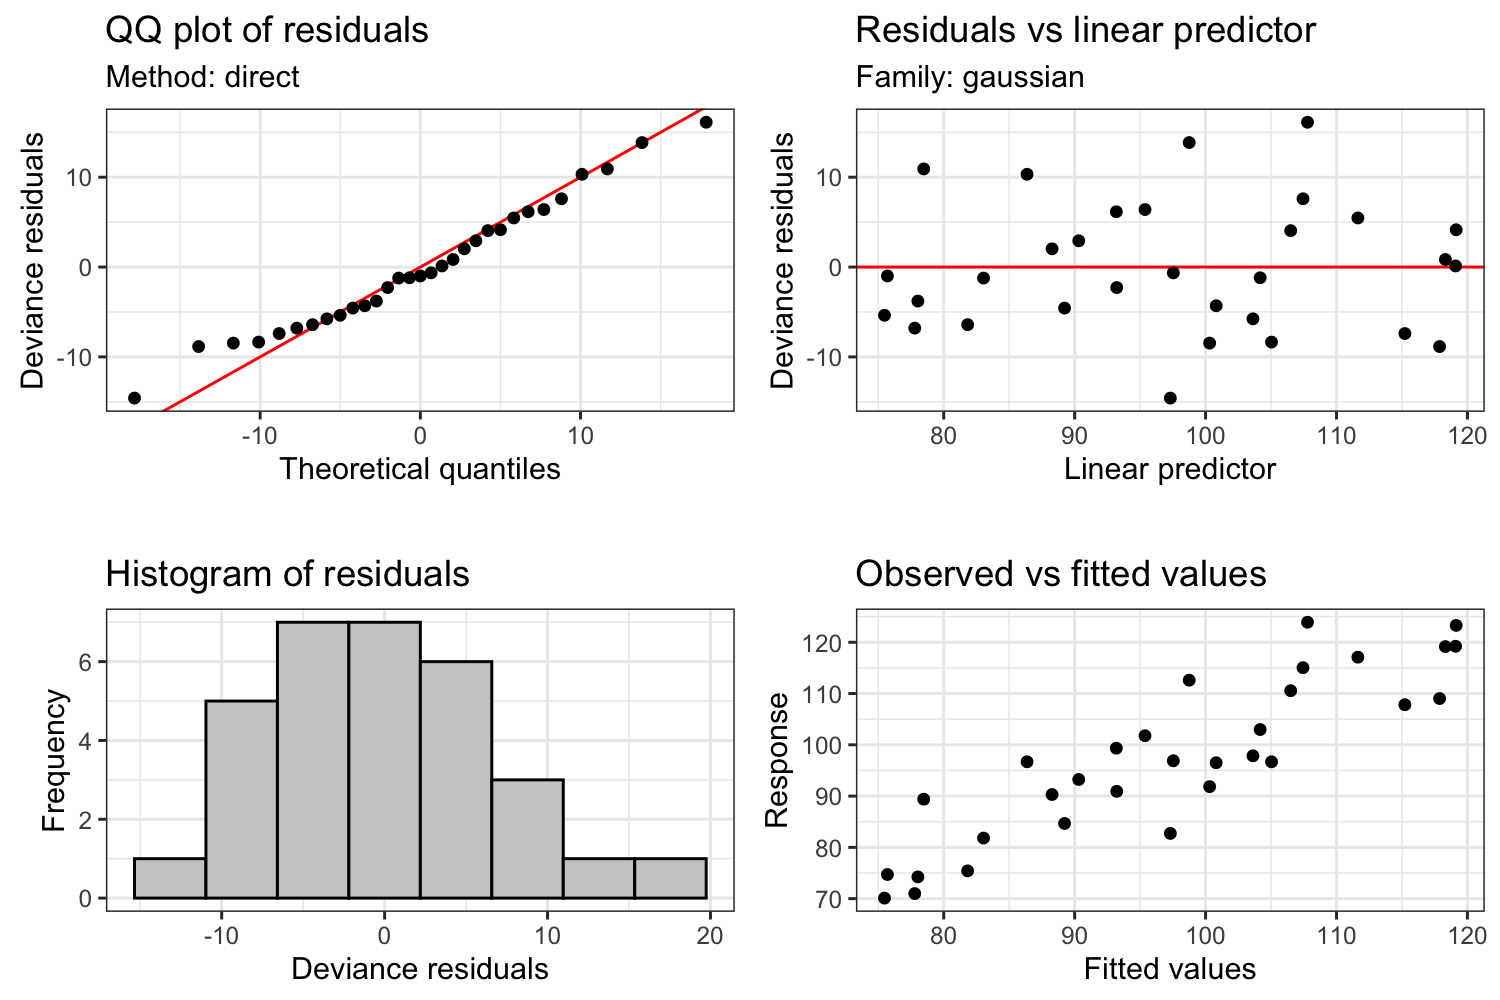 QQ plot of residuals
Method: direct
Deviance residuals
10
0
-10
-10
0
10
Theoretical quantiles
Residuals vs linear predictor
Family: gaussian
Deviance residuals
10
0
-10
80
90
100
110
120
Linear predictor
Histogram of residuals
Frequency
6
4
2
0
-10
0
10
20
Deviance residuals
Observed vs fitted values
Response
120
110
100
90
80
70
80
90
100
110
120
Fitted values